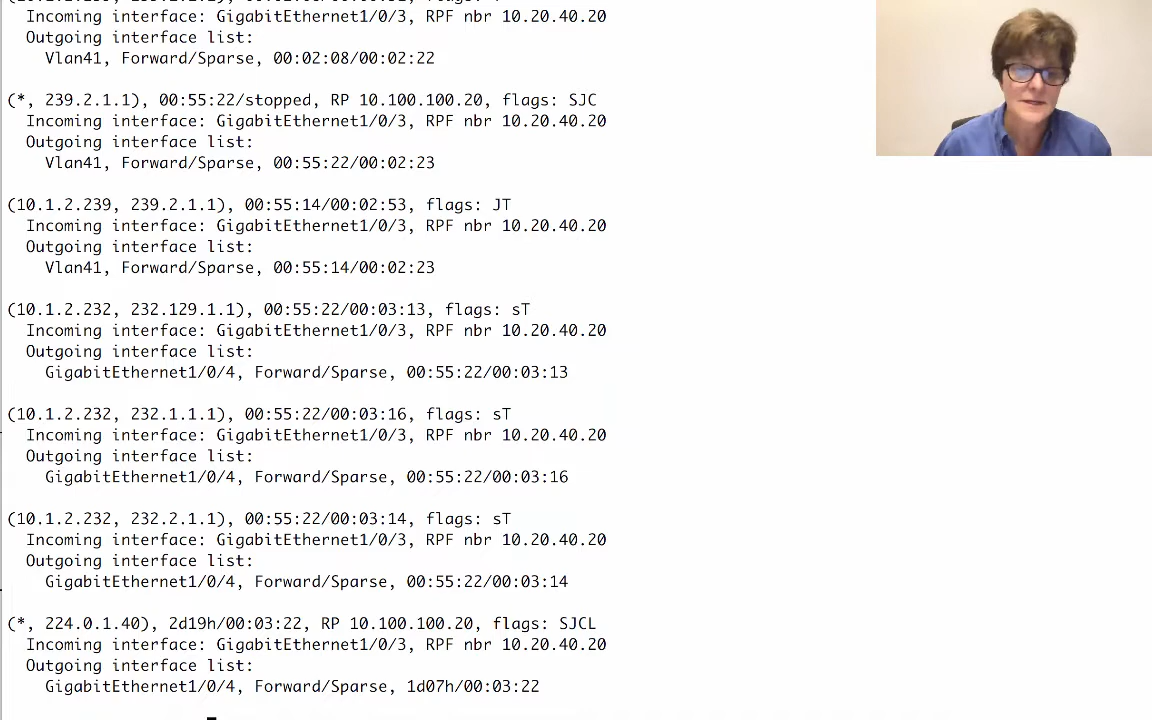 Incoming interface: GigabitEthernet1/0/3, RPF nbr 10.20.40.20
Outgoing interface list:
Vlan41, Forward/Sparse, 00:02:08/00:02:22
(*, 239.2.1.1), 00:55:22/stopped, RP 10.100.100.20, flags: SJC
Incoming interface: GigabitEthernet1/0/3, RPF nbr 10.20.40.20
Outgoing interface list:
Vlan41, Forward/Sparse, 00:55:22/00:02:23
(10.1.2.239, 239.2.1.1), 00:55:14/00:02:53, flags: JT
Incoming interface: GigabitEthernet1/0/3, RPF nbr 10.20.40.20
Outgoing interface list:
Vlan41, Forward/Sparse, 00:55:14/00:02:23
(10.1.2.232, 232.129.1.1), 00:55:22/00:03:13, flags: sT
Incoming interface: GigabitEthernet1/0/3, RPF nbr 10.20.40.20
Outgoing interface list:
GigabitEthernet1/0/4, Forward/Sparse, 00:55:22/00:03:13
(10.1.2.232, 232.1.1.1), 00:55:22/00:03:16, flags: sT
Incoming interface: GigabitEthernet1/0/3, RPF nbr 10.20.40.20
Outgoing interface list:
GigabitEthernet1/0/4, Forward/Sparse, 00:55:22/00:03:16
(10.1.2.232, 232.2.1.1), 00:55:22/00:03:14, flags: sT
Incoming interface: GigabitEthernet1/0/3, RPF nbr 10.20.40.20
Outgoing interface list:
GigabitEthernet1/0/4, Forward/Sparse, 00:55:22/00:03:14
(*, 224.0.1.40), 2d19h/00:03:22, RP 10.100.100.20, flags: SJCL
Incoming interface: GigabitEthernet1/0/3, RPF nbr 10.20.40.20
Outgoing interface list:
GigabitEthernet1/0/4, Forward/Sparse, 1d07h/00:03:22